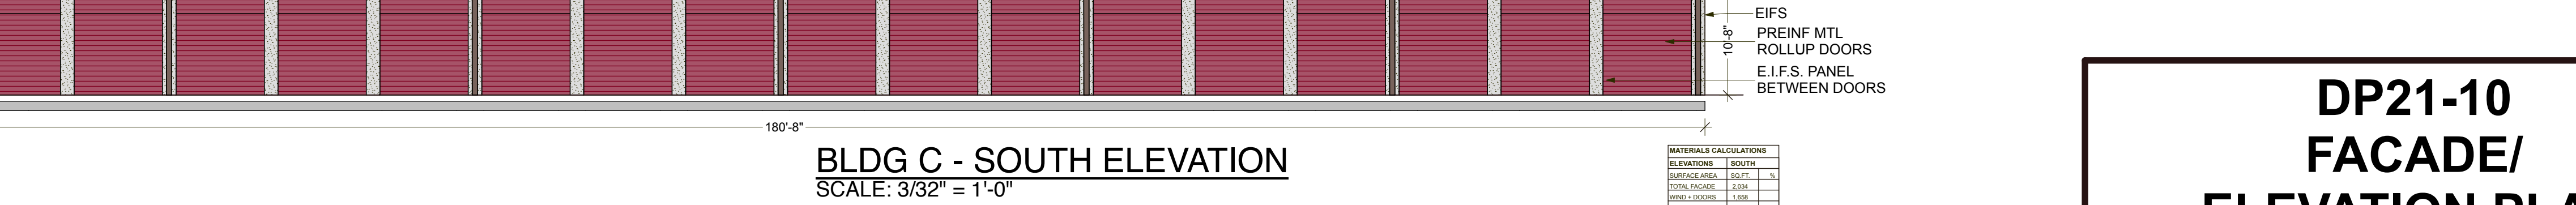 EIFS
10'-8"
PREINF MTL
ROLLUP DOORS
E.I.F.S. PANEL
BETWEEN DOORS
180'-8"
BLDG C - SOUTH ELEVATION
SCALE: 3/32" = 1'-0"
MATERIALS CALCULATIONS
ELEVATIONS SOUTH
SURFACE AREA SQ.FT. %
TOTAL FACADE 2,034
WIND + DOORS 1,658
DP21-10
FACADE/